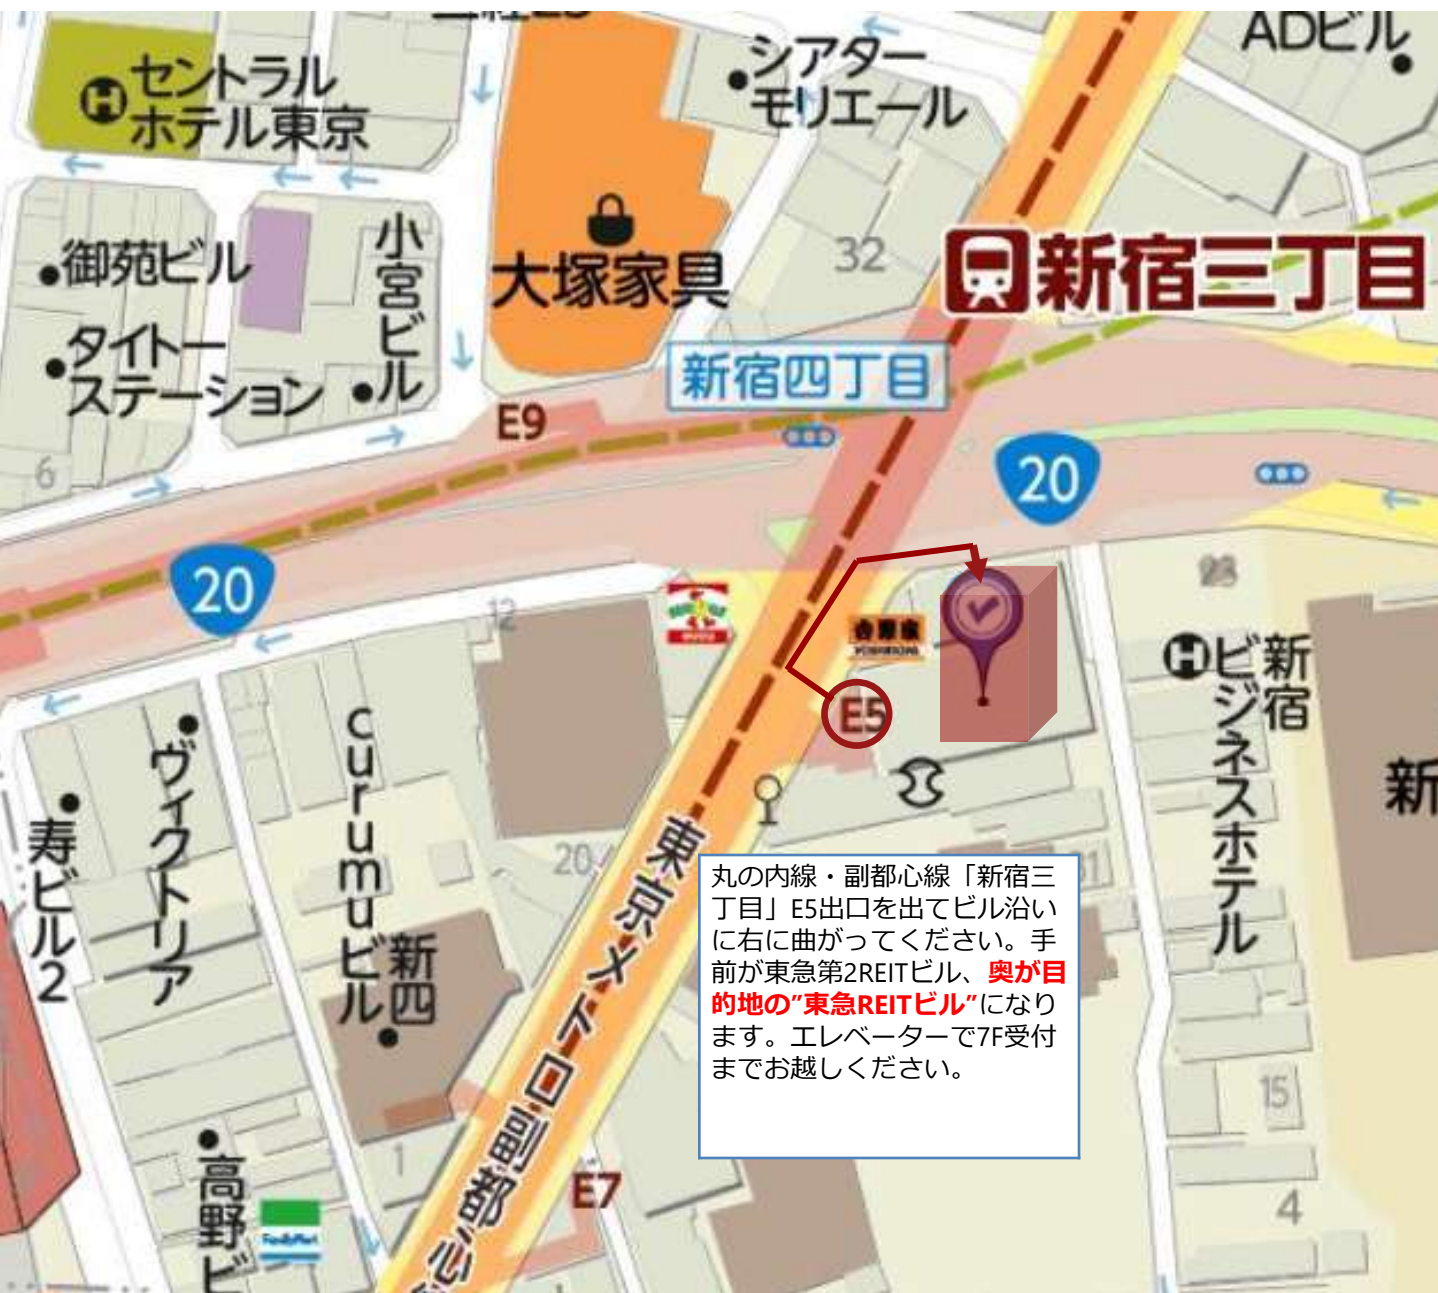 セントラル
ホテル東京
シアター
モリエール
ADビル
御苑ビル
小宮ビル
大塚家具
32
新宿三丁目
タイトー
ステーション
新宿四丁目
E9
6
20
20
12
23
吉野家
YOSHINOYA
E5
新宿
ビジネスホテル
新
ヴィクトリア
curumuビル
寿ビル2
新四
20
東京メトロ副都心
丸の内線・副都心線「新宿三
丁目」E5出口を出てビル沿い
に右に曲がってください。手
前が東急第2REITビル、奥が目
的地の”東急REITビル”になり
ます。エレベーターで7F受付
までお越しください。
15
1
E7
4
高野ビ
FamilyMart